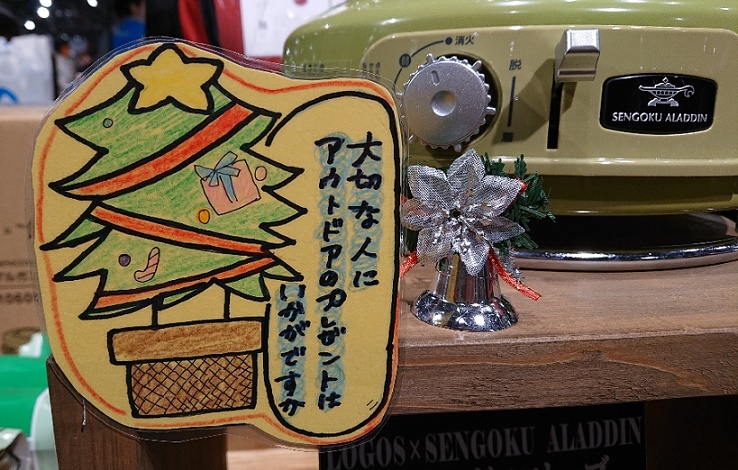 大切な人に
アウトドアのプレゼントは
いかがですか
消火
脱
SENGOKU ALADDIN
LOGOS×SENGOKU ALADDIN